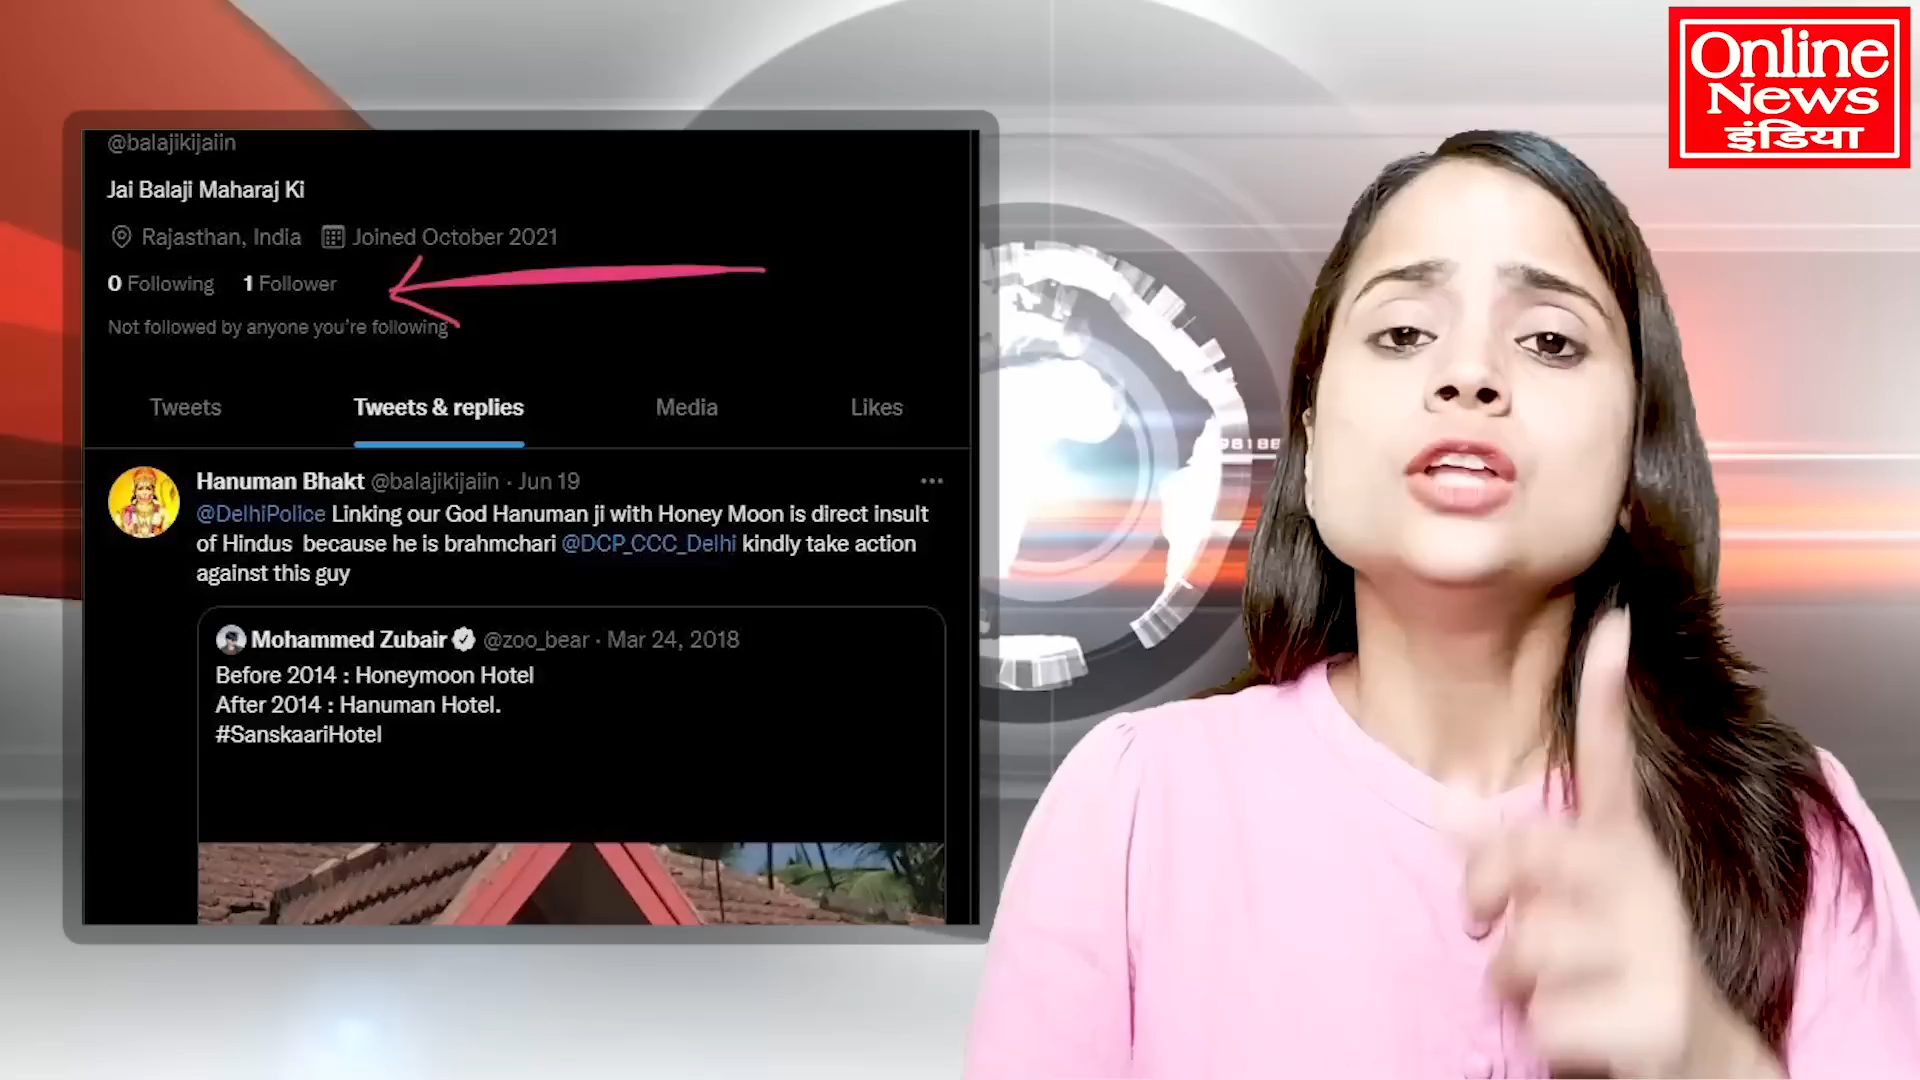 Online
News
इंडिया
@balajikijaiin
Jai Balaji Maharaj Ki
Rajasthan, India Joined October 2021
0 Following 1 Follower
Not followed by anyone you're following
Tweets Tweets & replies Media Likes
Hanuman Bhakt @balajikijaiin · Jun 19
@DelhiPolice Linking our God Hanuman ji with Honey Moon is direct insult
of Hindus because he is brahmchari @DCP_CCC_Delhi kindly take action
against this guy
Mohammed Zubair @zoo_bear · Mar 24, 2018
Before 2014 : Honeymoon Hotel
After 2014 : Hanuman Hotel.
#SanskaariHotel